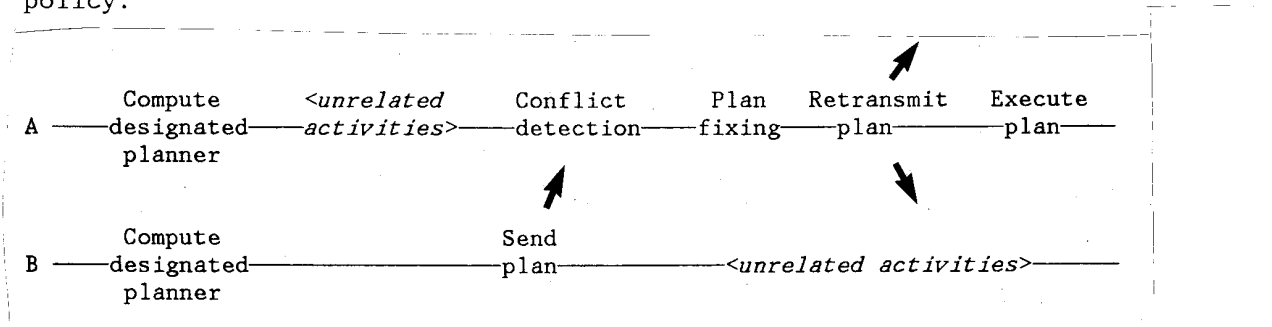 policy.
Compute <unrelated Conflict Plan Retransmit Execute
A designated activities> detection fixing plan plan
planner
Compute Send
B designated plan <unrelated activities>
planner